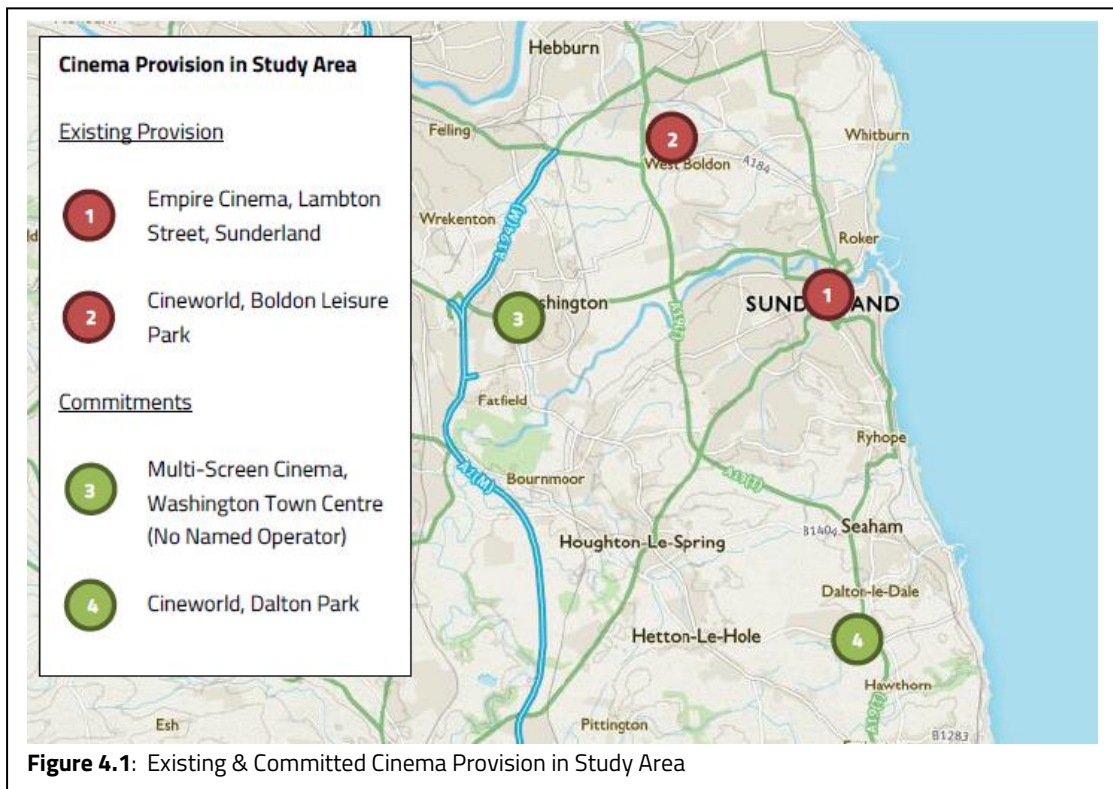 Cinema Provision in Study Area
Existing Provision
1
Empire Cinema, Lambton
Street, Sunderland
2
Cineworld, Boldon Leisure
Park
Commitments
3
Multi-Screen Cinema,
Washington Town Centre
(No Named Operator)
4
Cineworld, Dalton Park
Hebburn
Felling
2
Whitburn
West Boldon
A184
Wrekenton
A194(M)
Roker
3
shington
1
SUND AND
A19(T)
Fatfield
Ryhope
A1(M)
Bournmoor
A19(T)
Houghton-Le-Spring
B1404
Seaham
Dalton-le-Dale
Hetton-Le-Hole
4
Hawthorn
A19(T)
Esh
Pittington
B1283
Figure 4.1: Existing & Committed Cinema Provision in Study Area